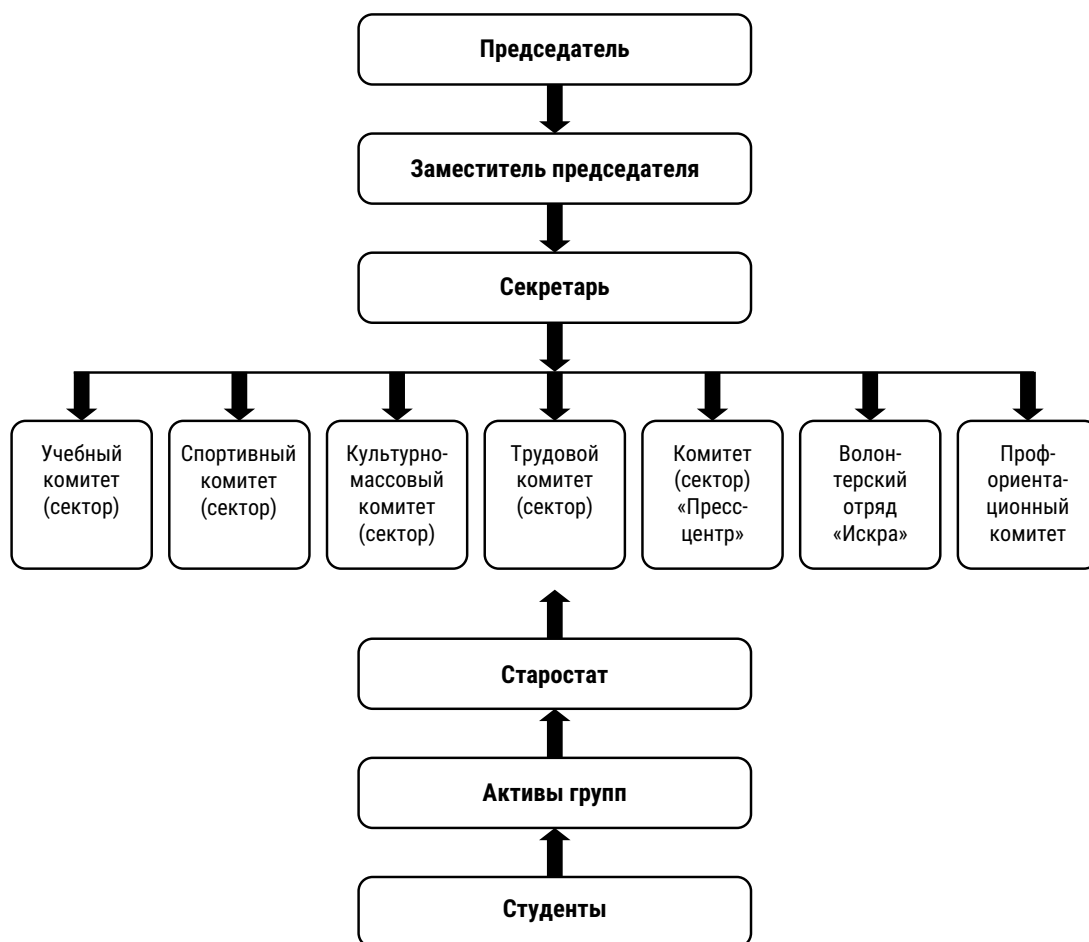 Председатель
Заместитель председателя
Секретарь
Учебный
комитет
(сектор)
Спортивный
комитет
(сектор)
Культурно-
массовый
комитет
(сектор)
Трудовой
комитет
(сектор)
Комитет
(сектор)
«Пресс-
центр»
Волон-
терский
отряд
«Искра»
Проф-
ориента-
ционный
комитет
Старостат
Активы групп
Студенты